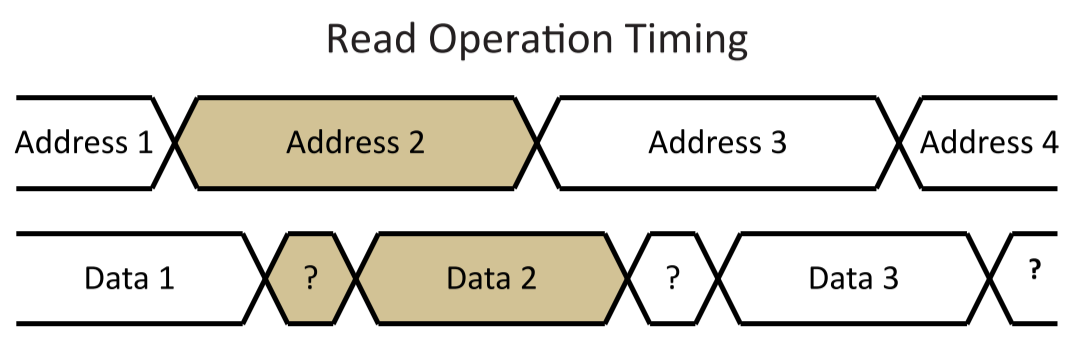 Read Operation Timing
Address 1 Address 2 Address 3 Address 4
Data 1 ? Data 2 ? Data 3 ?